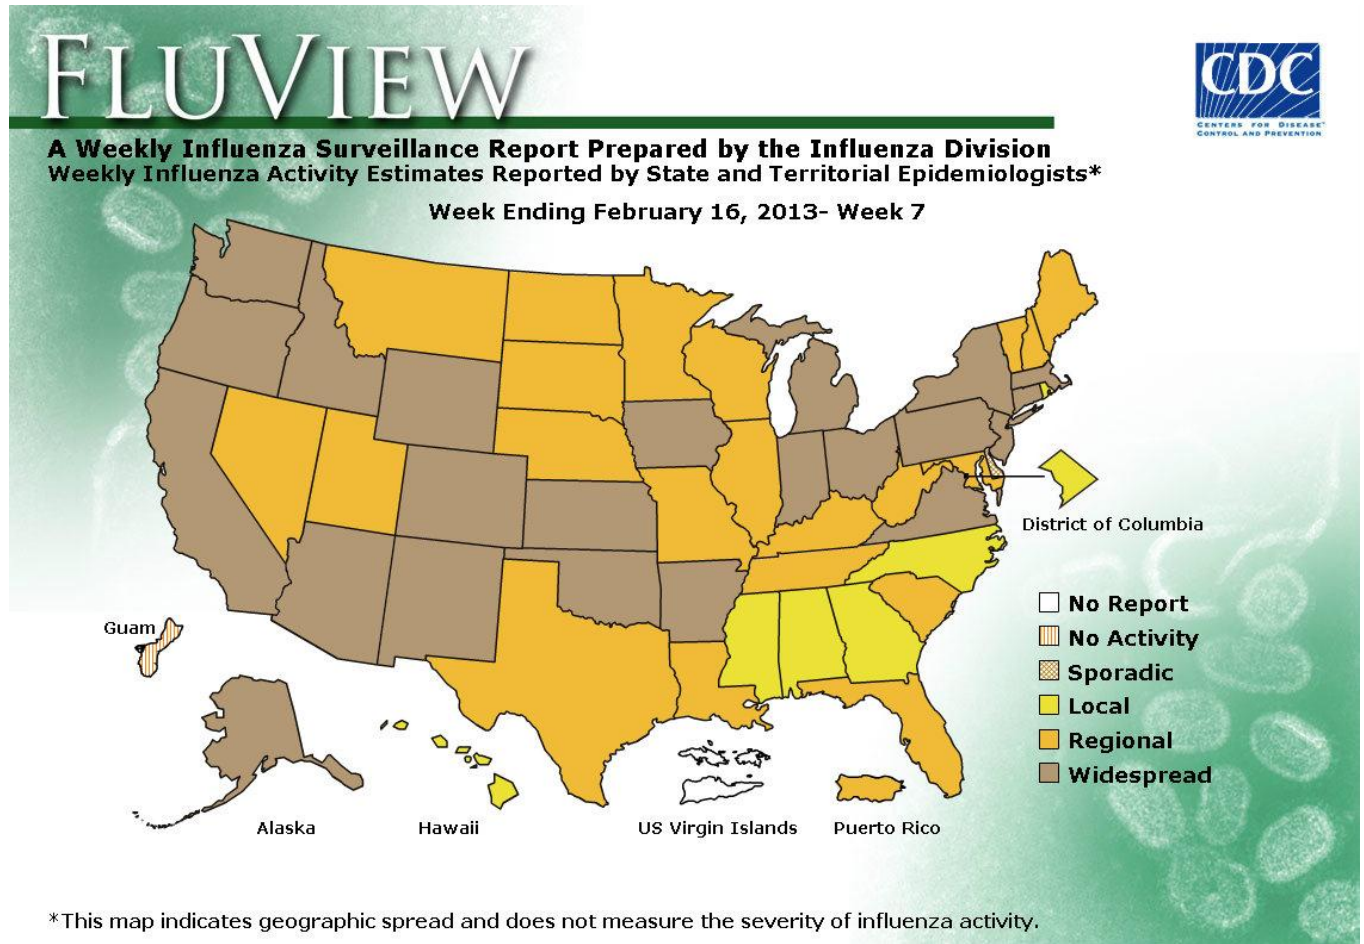 FLUVIEW
CDC
CENTERS FOR DISEASE
CONTROL AND PREVENTION
A Weekly Influenza Surveillance Report Prepared by the Influenza Division
Weekly Influenza Activity Estimates Reported by State and Territorial Epidemiologists*
Week Ending February 16, 2013- Week 7
District of Columbia
No Report
No Activity
Sporadic
Local
Regional
Widespread
Guam
Alaska
Hawaii
US Virgin Islands
Puerto Rico
*This map indicates geographic spread and does not measure the severity of influenza activity.